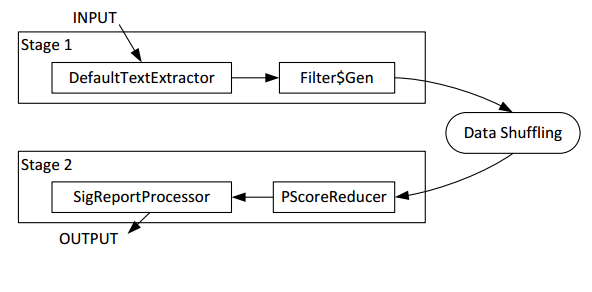 INPUT
Stage 1
DefaultTextExtractor
Filter$Gen
Data Shuffling
Stage 2
SigReportProcessor
PScoreReducer
OUTPUT